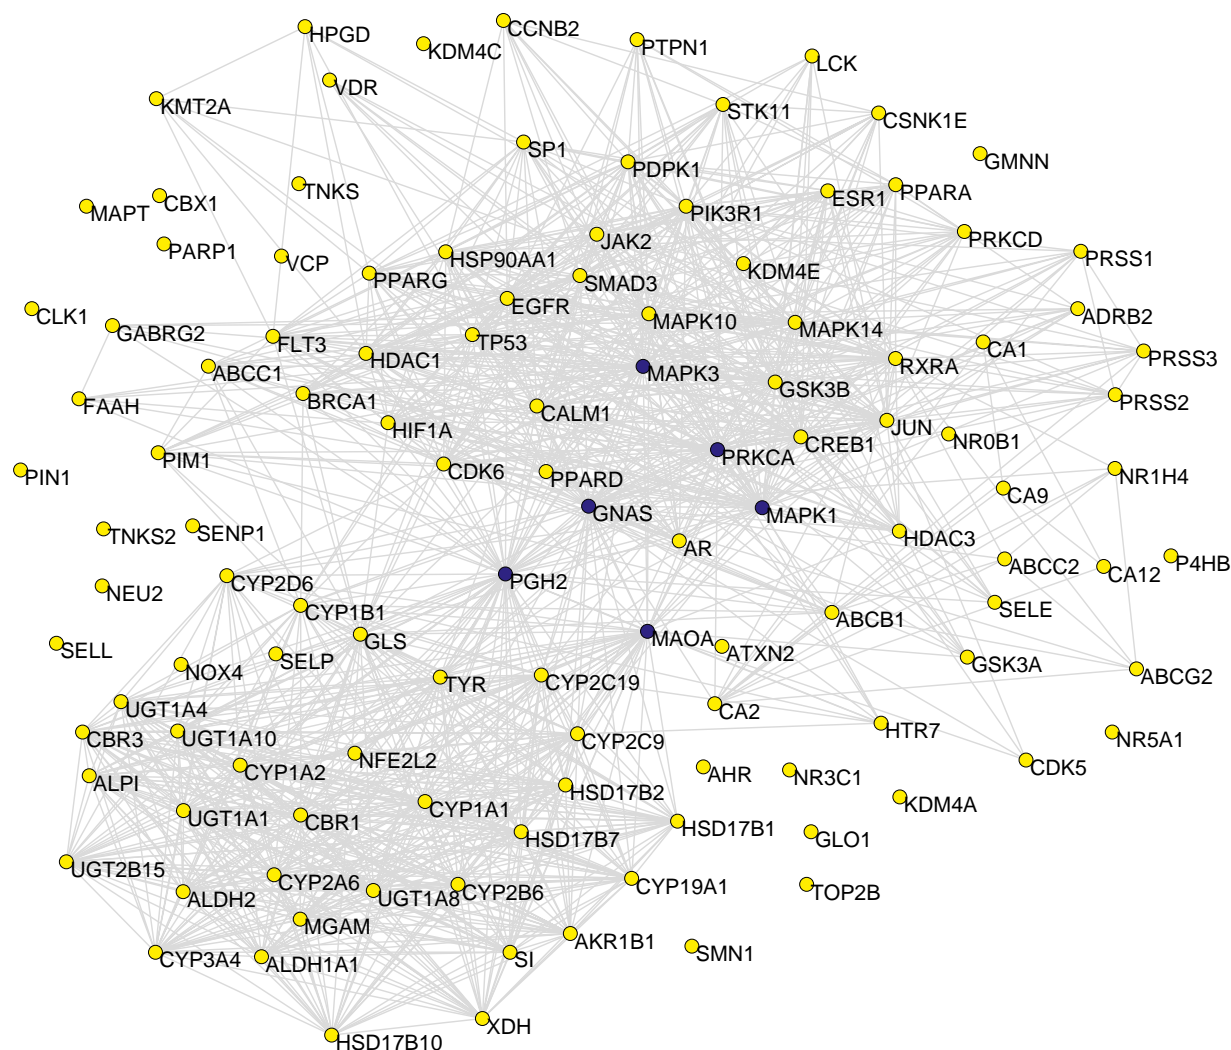 HPGD
CCNB2
KDM4C
PTPN1
LCK
VDR
KMT2A
STK11
CSNK1E
SP1
GMNN
PDPK1
TNKS
ESR1
PPARA
CBX1
MAPT
PIK3R1
PRKCD
JAK2
PARP1
VCP
HSP90AA1
PRSS1
KDM4E
PPARG
SMAD3
EGFR
CLK1
ADRB2
MAPK10
GABRG2
MAPK14
FLT3
TP53
CA1
PRSS3
HDAC1
RXRA
ABCC1
MAPK3
GSK3B
BRCA1
PRSS2
FAAH
CALM1
HIF1A
JUN
NR0B1
CREB1
PRKCA
PIM1
CDK6
PIN1
PPARD
NR1H4
CA9
GNAS
MAPK1
TNKS2
SENP1
HDAC3
AR
P4HB
ABCC2
CA12
PGH2
CYP2D6
NEU2
CYP1B1
SELE
ABCB1
GLS
MAOA
SELL
ATXN2
SELP
GSK3A
NOX4
ABCG2
TYR
CYP2C19
UGT1A4
CA2
HTR7
UGT1A10
CBR3
CYP2C9
NR5A1
NFE2L2
CDK5
CYP1A2
AHR
NR3C1
ALPI
HSD17B2
KDM4A
CYP1A1
UGT1A1
CBR1
HSD17B1
HSD17B7
GLO1
UGT2B15
CYP2A6
CYP19A1
CYP2B6
TOP2B
ALDH2
UGT1A8
MGAM
AKR1B1
SMN1
CYP3A4
SI
ALDH1A1
XDH
HSD17B10